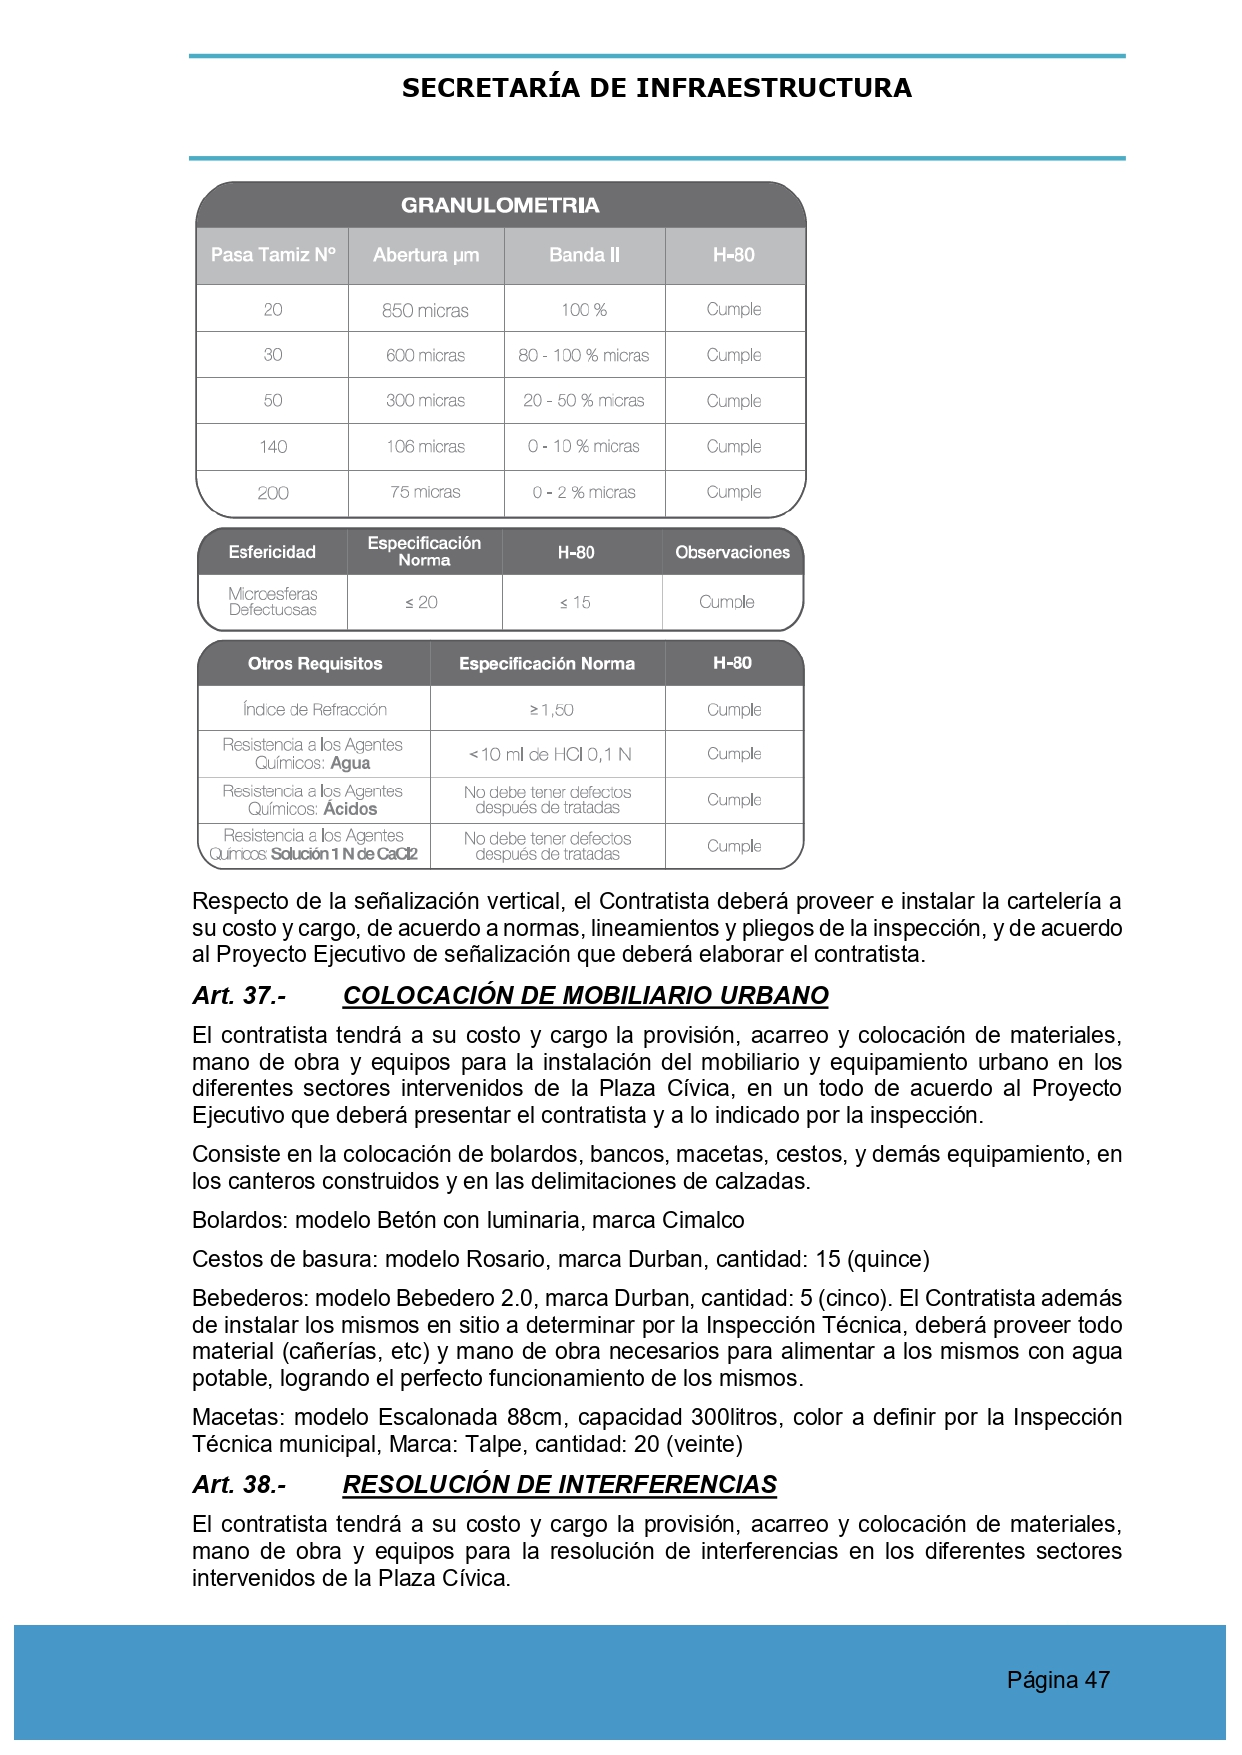 SECRETARÍA DE INFRAESTRUCTURA
GRANULOMETRIA
Pasa Tamiz Nº Abertura µm Banda II H-80
20 850 micras 100 % Cumple
30 600 micras 80 - 100 % micras Cumple
50 300 micras 20 - 50 % micras Cumple
140 106 micras 0 - 10 % micras Cumple
200 75 micras 0 - 2 % micras Cumple
Esfericidad Especificación Norma H-80 Observaciones
Microesferas Defectuosas ≤ 20 ≤ 15 Cumple
Otros Requisitos Especificación Norma H-80
Índice de Refracción ≥ 1,50 Cumple
Resistencia a los Agentes Químicos: Agua < 10 ml de HCl 0,1 N Cumple
Resistencia a los Agentes Químicos: Ácidos No debe tener defectos después de tratadas Cumple
Resistencia a los Agentes Químicos: Solución 1 N de CaCl2 No debe tener defectos después de tratadas Cumple
Respecto de la señalización vertical, el Contratista deberá proveer e instalar la cartelería a
su costo y cargo, de acuerdo a normas, lineamientos y pliegos de la inspección, y de acuerdo
al Proyecto Ejecutivo de señalización que deberá elaborar el contratista.
Art. 37.- COLOCACIÓN DE MOBILIARIO URBANO
El contratista tendrá a su costo y cargo la provisión, acarreo y colocación de materiales,
mano de obra y equipos para la instalación del mobiliario y equipamiento urbano en los
diferentes sectores intervenidos de la Plaza Cívica, en un todo de acuerdo al Proyecto
Ejecutivo que deberá presentar el contratista y a lo indicado por la inspección.
Consiste en la colocación de bolardos, bancos, macetas, cestos, y demás equipamiento, en
los canteros construidos y en las delimitaciones de calzadas.
Bolardos: modelo Betón con luminaria, marca Cimalco
Cestos de basura: modelo Rosario, marca Durban, cantidad: 15 (quince)
Bebederos: modelo Bebedero 2.0, marca Durban, cantidad: 5 (cinco). El Contratista además
de instalar los mismos en sitio a determinar por la Inspección Técnica, deberá proveer todo
material (cañerías, etc) y mano de obra necesarios para alimentar a los mismos con agua
potable, logrando el perfecto funcionamiento de los mismos.
Macetas: modelo Escalonada 88cm, capacidad 300litros, color a definir por la Inspección
Técnica municipal, Marca: Talpe, cantidad: 20 (veinte)
Art. 38.- RESOLUCIÓN DE INTERFERENCIAS
El contratista tendrá a su costo y cargo la provisión, acarreo y colocación de materiales,
mano de obra y equipos para la resolución de interferencias en los diferentes sectores
intervenidos de la Plaza Cívica.
Página 47